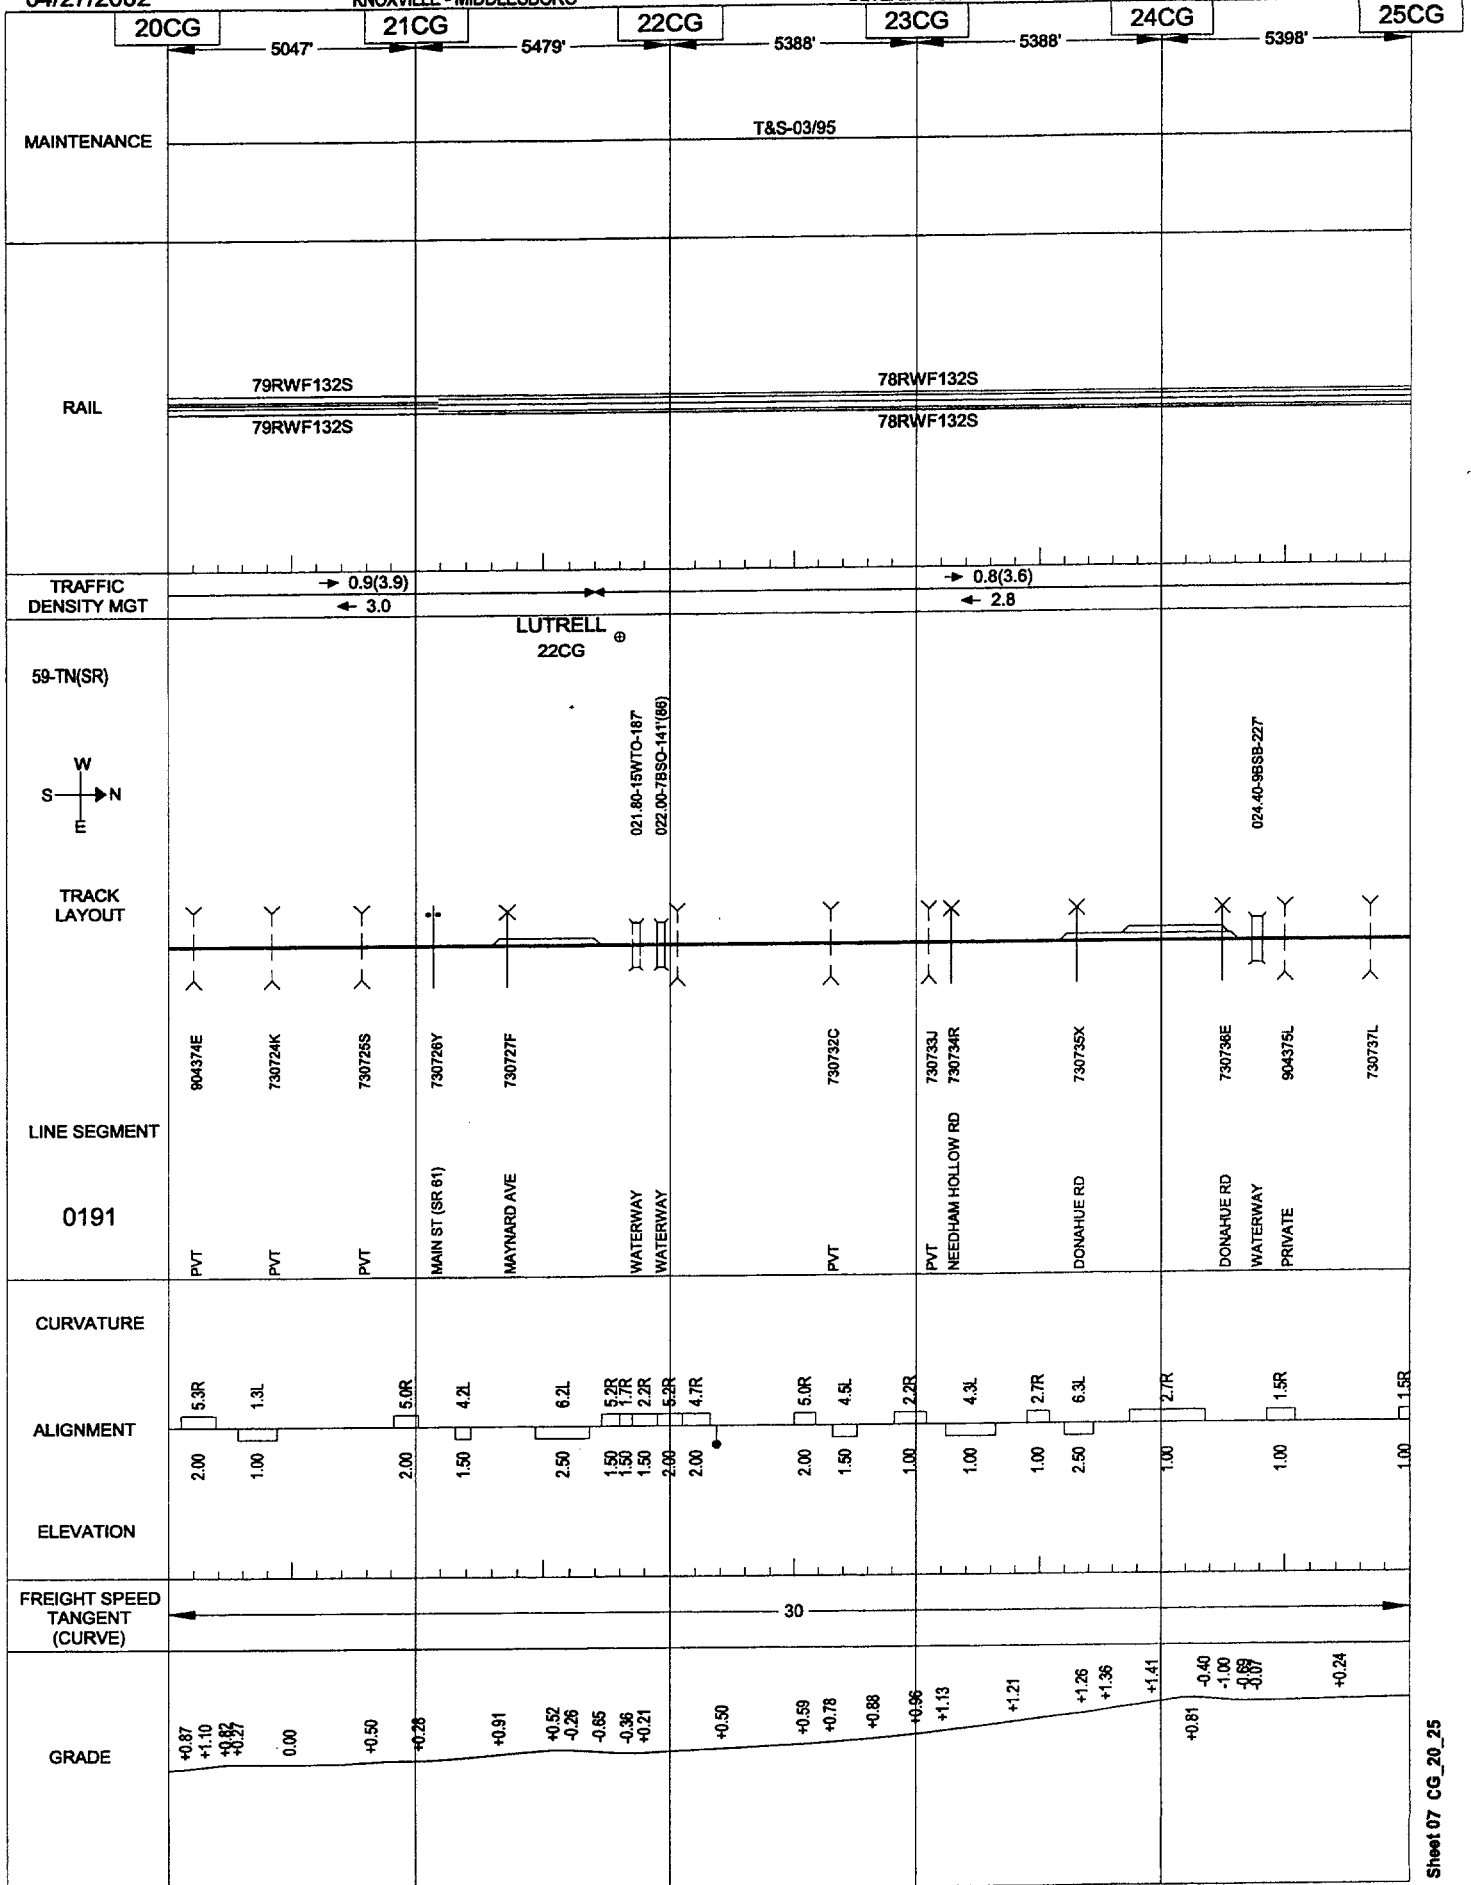 KNOXVILLE - MIDDLESBORO
20CG 21CG 22CG 23CG 24CG 25CG
5047' 5479' 5388' 5388' 5398'
MAINTENANCE
T&S-03/95
RAIL
79RWF132S 78RWF132S
79RWF132S 78RWF132S
TRAFFIC
DENSITY MGT
0.9(3.9) 0.8(3.6)
3.0 2.8
LUTRELL
22CG
59-TN(SR)
W
S N
E
021.80-15WTO-187'
022.00-7BSO-141'(86)
024.40-9BSB-227'
TRACK
LAYOUT
904374E
730724K
730725S
730726Y
730727F
730732C
730733J
730734R
730735X
730736E
904375L
730737L
LINE SEGMENT
0191
PVT
PVT
PVT
MAIN ST (SR 61)
MAYNARD AVE
WATERWAY
WATERWAY
PVT
PVT
NEEDHAM HOLLOW RD
DONAHUE RD
DONAHUE RD
WATERWAY
PRIVATE
CURVATURE
5.3R 1.3L 5.0R 4.2L 6.2L 5.2R 1.7R 2.2R 5.2R 4.7R 5.0R 4.5L 2.2R 4.3L 2.7R 6.3L 2.7R 1.5R 1.5R
ALIGNMENT
2.00 1.00 2.00 1.50 2.50 1.50 1.50 1.50 2.00 2.00 2.00 1.50 1.00 1.00 1.00 2.50 1.00 1.00 1.00
ELEVATION
FREIGHT SPEED
TANGENT
(CURVE)
30
GRADE
+0.87 +1.10 +0.82 +0.27 0.00 +0.50 +0.28 +0.91 +0.52 -0.26 -0.65 -0.36 +0.21 +0.50 +0.59 +0.78 +0.88 +0.96 +1.13 +1.21 +1.26 +1.36 +1.41 +0.81 -0.40 -1.00 -0.69 -0.07 +0.24
Sheet 07 CG_20_25